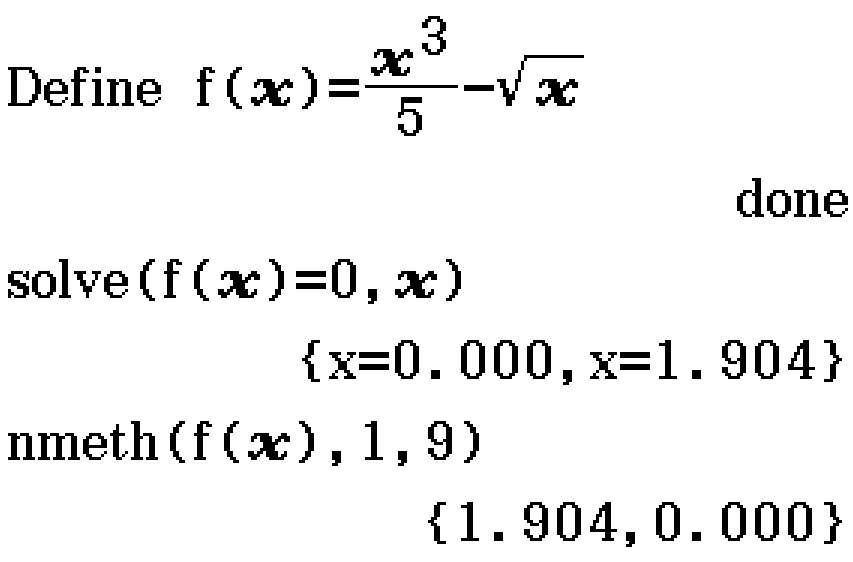 Define f(x)=x^3/5-√x
done
solve(f(x)=0,x)
{x=0.000,x=1.904}
nmeth(f(x),1,9)
{1.904,0.000}